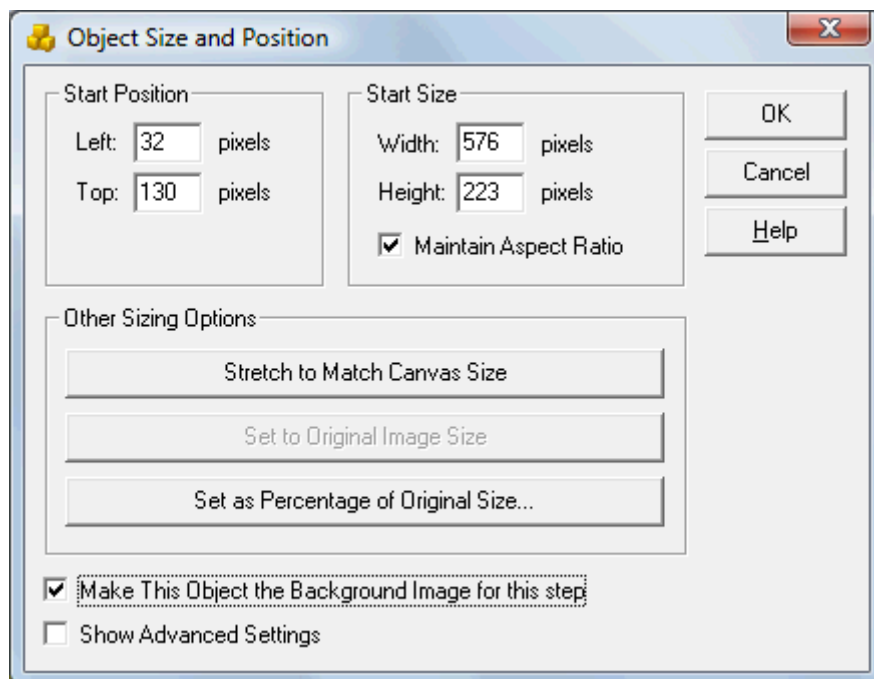 Object Size and Position
Start Position
Left: 32 pixels
Top: 130 pixels
Start Size
Width: 576 pixels
Height: 223 pixels
Maintain Aspect Ratio
OK
Cancel
Help
Other Sizing Options
Stretch to Match Canvas Size
Set to Original Image Size
Set as Percentage of Original Size...
Make This Object the Background Image for this step
Show Advanced Settings